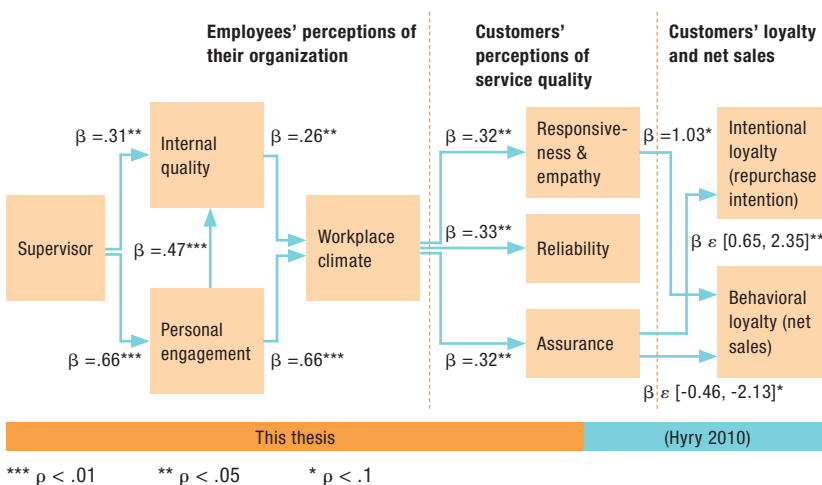 Employees’ perceptions of
their organization
Customers’
perceptions of
service quality
Customers’ loyalty
and net sales
β =.31**
Internal
quality
β =.26**
Supervisor
β =.47***
Workplace
climate
β =.66***
Personal
engagement
β =.66***
β =.32**
Responsive-
ness &
empathy
β =1.03*
Intentional
loyalty
(repurchase
intention)
β =.33**
Reliability
β ε [0.65, 2.35]**
Behavioral
loyalty (net
sales)
β =.32**
Assurance
β ε [-0.46, -2.13]*
This thesis
(Hyry 2010)
*** ρ < .01
** ρ < .05
* ρ < .1